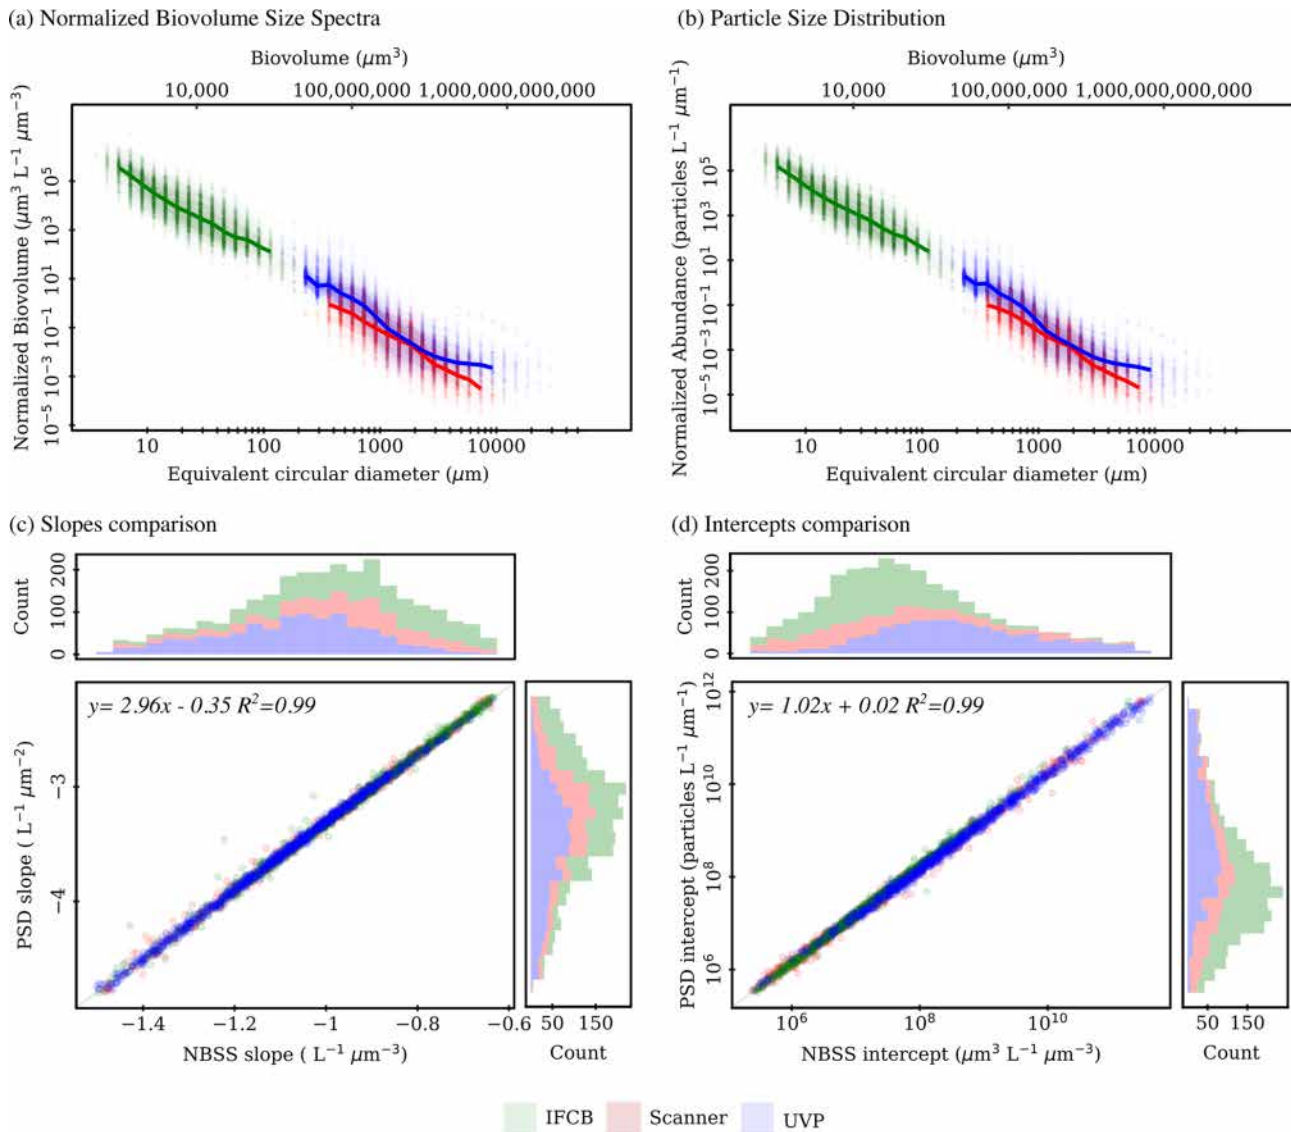 (a) Normalized Biovolume Size Spectra
Biovolume (μm³)
10,000 100,000,000 1,000,000,000,000
Normalized Biovolume (μm³ L⁻¹ μm⁻³)
10⁵
10³
10¹
10⁻¹
10⁻³
10⁻⁵
10 100 1000 10000
Equivalent circular diameter (μm)
(b) Particle Size Distribution
Biovolume (μm³)
10,000 100,000,000 1,000,000,000,000
Normalized Abundance (particles L⁻¹ μm⁻¹)
10⁵
10³
10¹
10⁻¹
10⁻³
10⁻⁵
10 100 1000 10000
Equivalent circular diameter (μm)
(c) Slopes comparison
Count
200
100
0
y= 2.96x - 0.35 R²=0.99
PSD slope ( L⁻¹ μm⁻²)
−3
−4
−1.4 −1.2 −1 −0.8 −0.6
NBSS slope ( L⁻¹ μm⁻³)
50 150
Count
(d) Intercepts comparison
Count
200
100
0
y= 1.02x + 0.02 R²=0.99
PSD intercept (particles L⁻¹ μm⁻¹)
10¹²
10¹⁰
10⁸
10⁶
10⁶ 10⁸ 10¹⁰
NBSS intercept (μm³ L⁻¹ μm⁻³)
50 150
Count
IFCB Scanner UVP